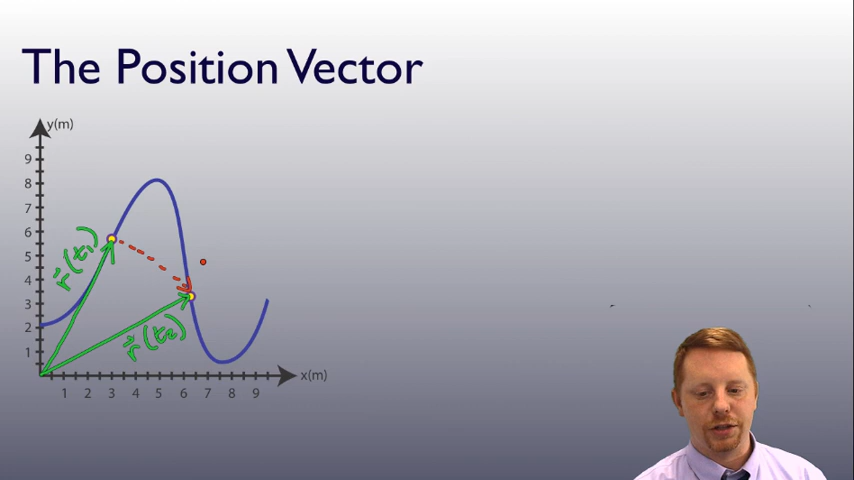 The Position Vector
y(m)
9
8
7
6
5
4
3
2
1
r⃗(t₁)
r⃗(t₂)
1 2 3 4 5 6 7 8 9
x(m)